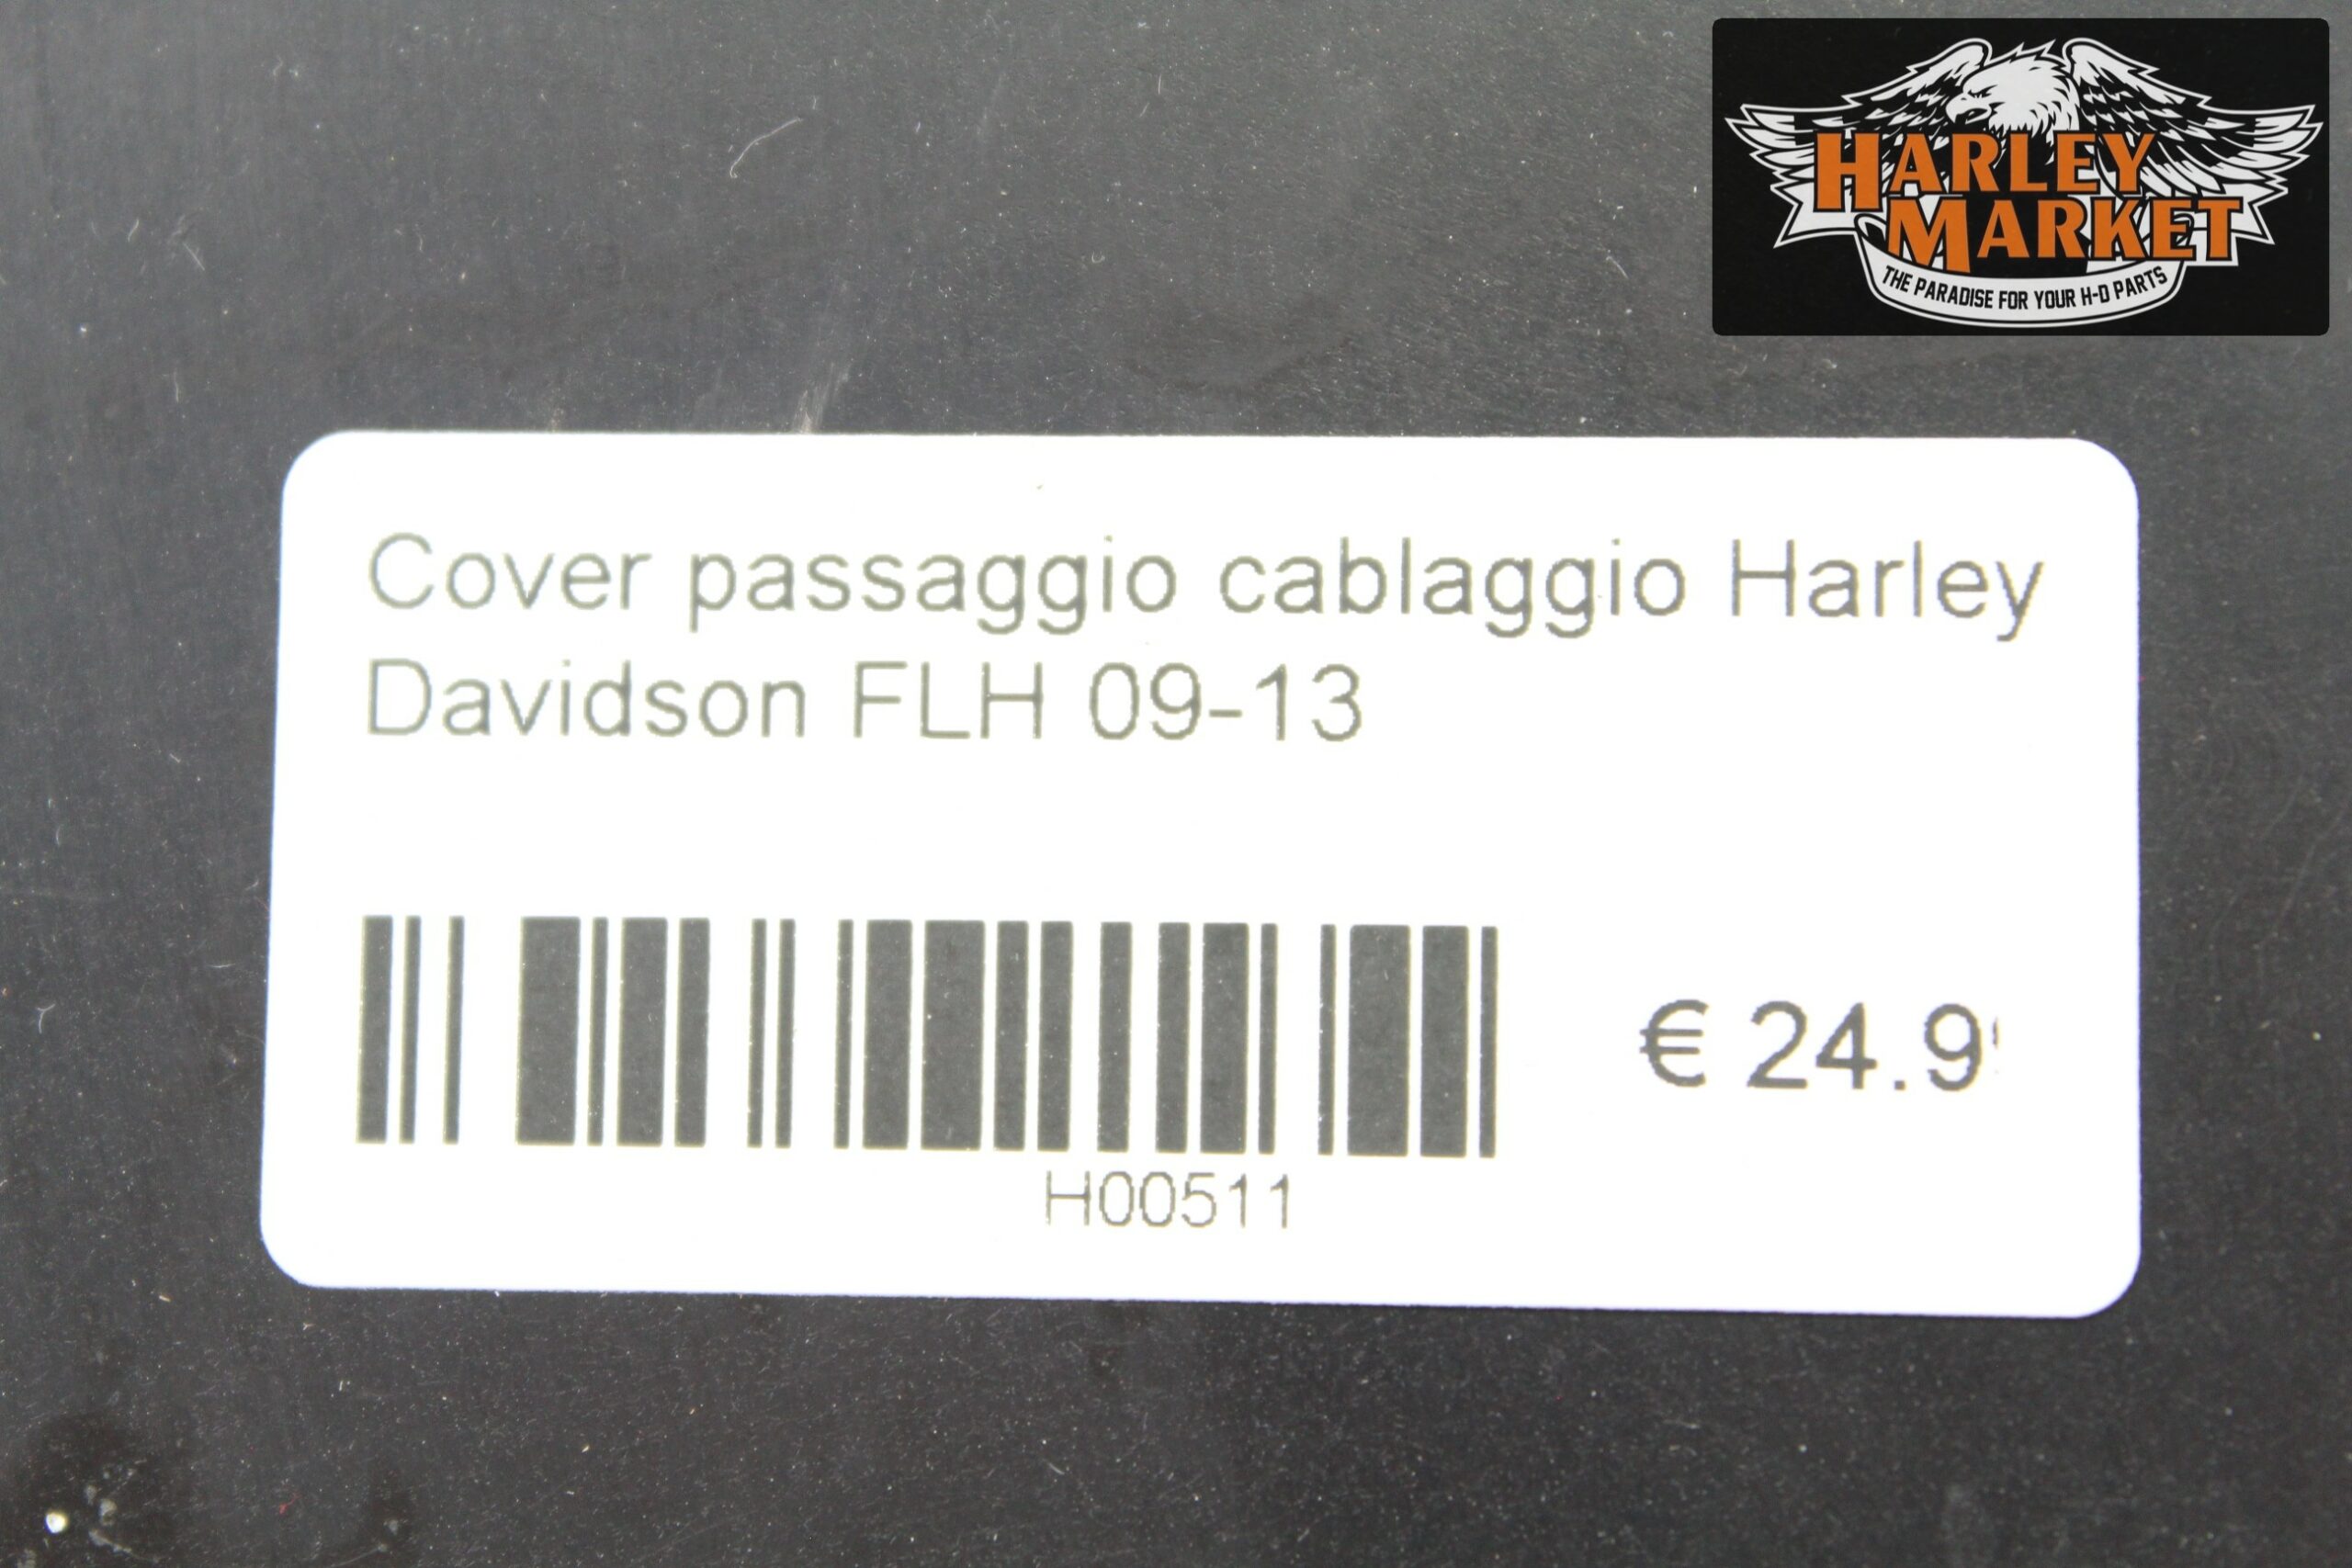 HARLEY
MARKET
THE PARADISE FOR YOUR H-D PARTS
Cover passaggio cablaggio Harley
Davidson FLH 09-13
€ 24.9
H00511